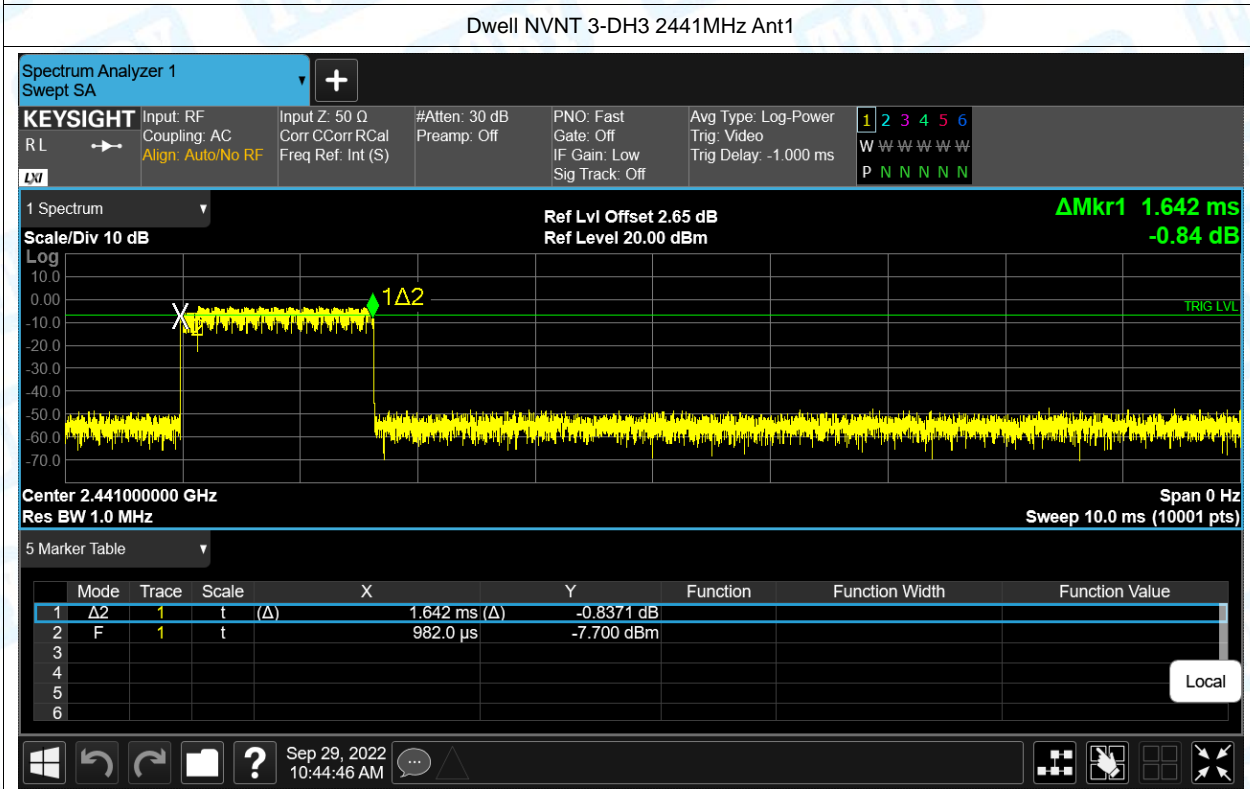 Dwell NVNT 3-DH3 2441MHz Ant1
Spectrum Analyzer 1
Swept SA
KEYSIGHT Input: RF Input Z: 50 Ω #Atten: 30 dB PNO: Fast Avg Type: Log-Power 1 2 3 4 5 6
R L Coupling: AC Corr CCorr RCal Preamp: Off Gate: Off Trig: Video W W W W W W
Align: Auto/No RF Freq Ref: Int (S) IF Gain: Low Trig Delay: -1.000 ms
LXI Sig Track: Off P N N N N N
1 Spectrum Ref Lvl Offset 2.65 dB ΔMkr1 1.642 ms
Scale/Div 10 dB Ref Level 20.00 dBm -0.84 dB
Log
10.0
0.00 1Δ2 TRIG LVL
-10.0 X 2
-20.0
-30.0
-40.0
-50.0
-60.0
-70.0
Center 2.441000000 GHz Span 0 Hz
Res BW 1.0 MHz Sweep 10.0 ms (10001 pts)
5 Marker Table
Mode Trace Scale X Y Function Function Width Function Value
1 Δ2 1 t (Δ) 1.642 ms (Δ) -0.8371 dB
2 F 1 t 982.0 μs -7.700 dBm
3
4
5
6
Local
? Sep 29, 2022
10:44:46 AM